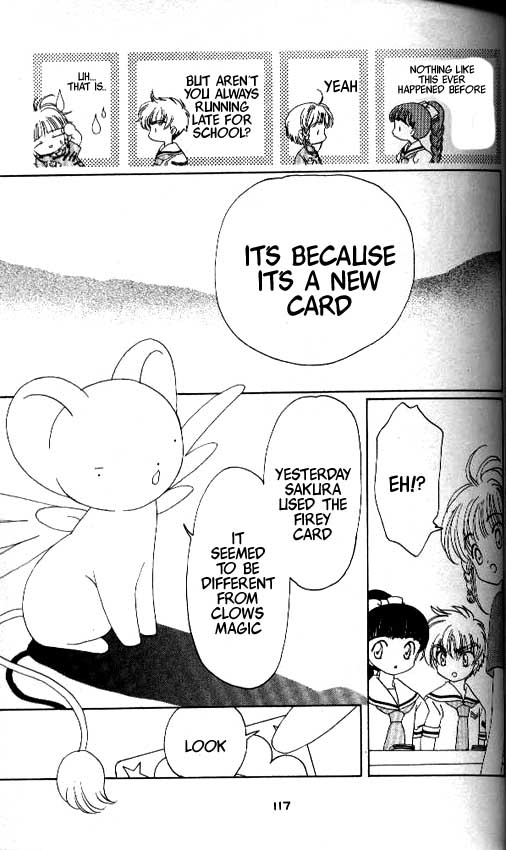 NOTHING LIKE
THIS EVER
HAPPENED BEFORE
YEAH
BUT AREN'T
YOU ALWAYS
RUNNING
LATE FOR
SCHOOL?
UH...
THAT IS..
IT'S BECAUSE
IT'S A NEW
CARD
EH!?
YESTERDAY
SAKURA
USED THE
FIREY
CARD
IT
SEEMED
TO BE
DIFFERENT
FROM
CLOWS
MAGIC
LOOK
117